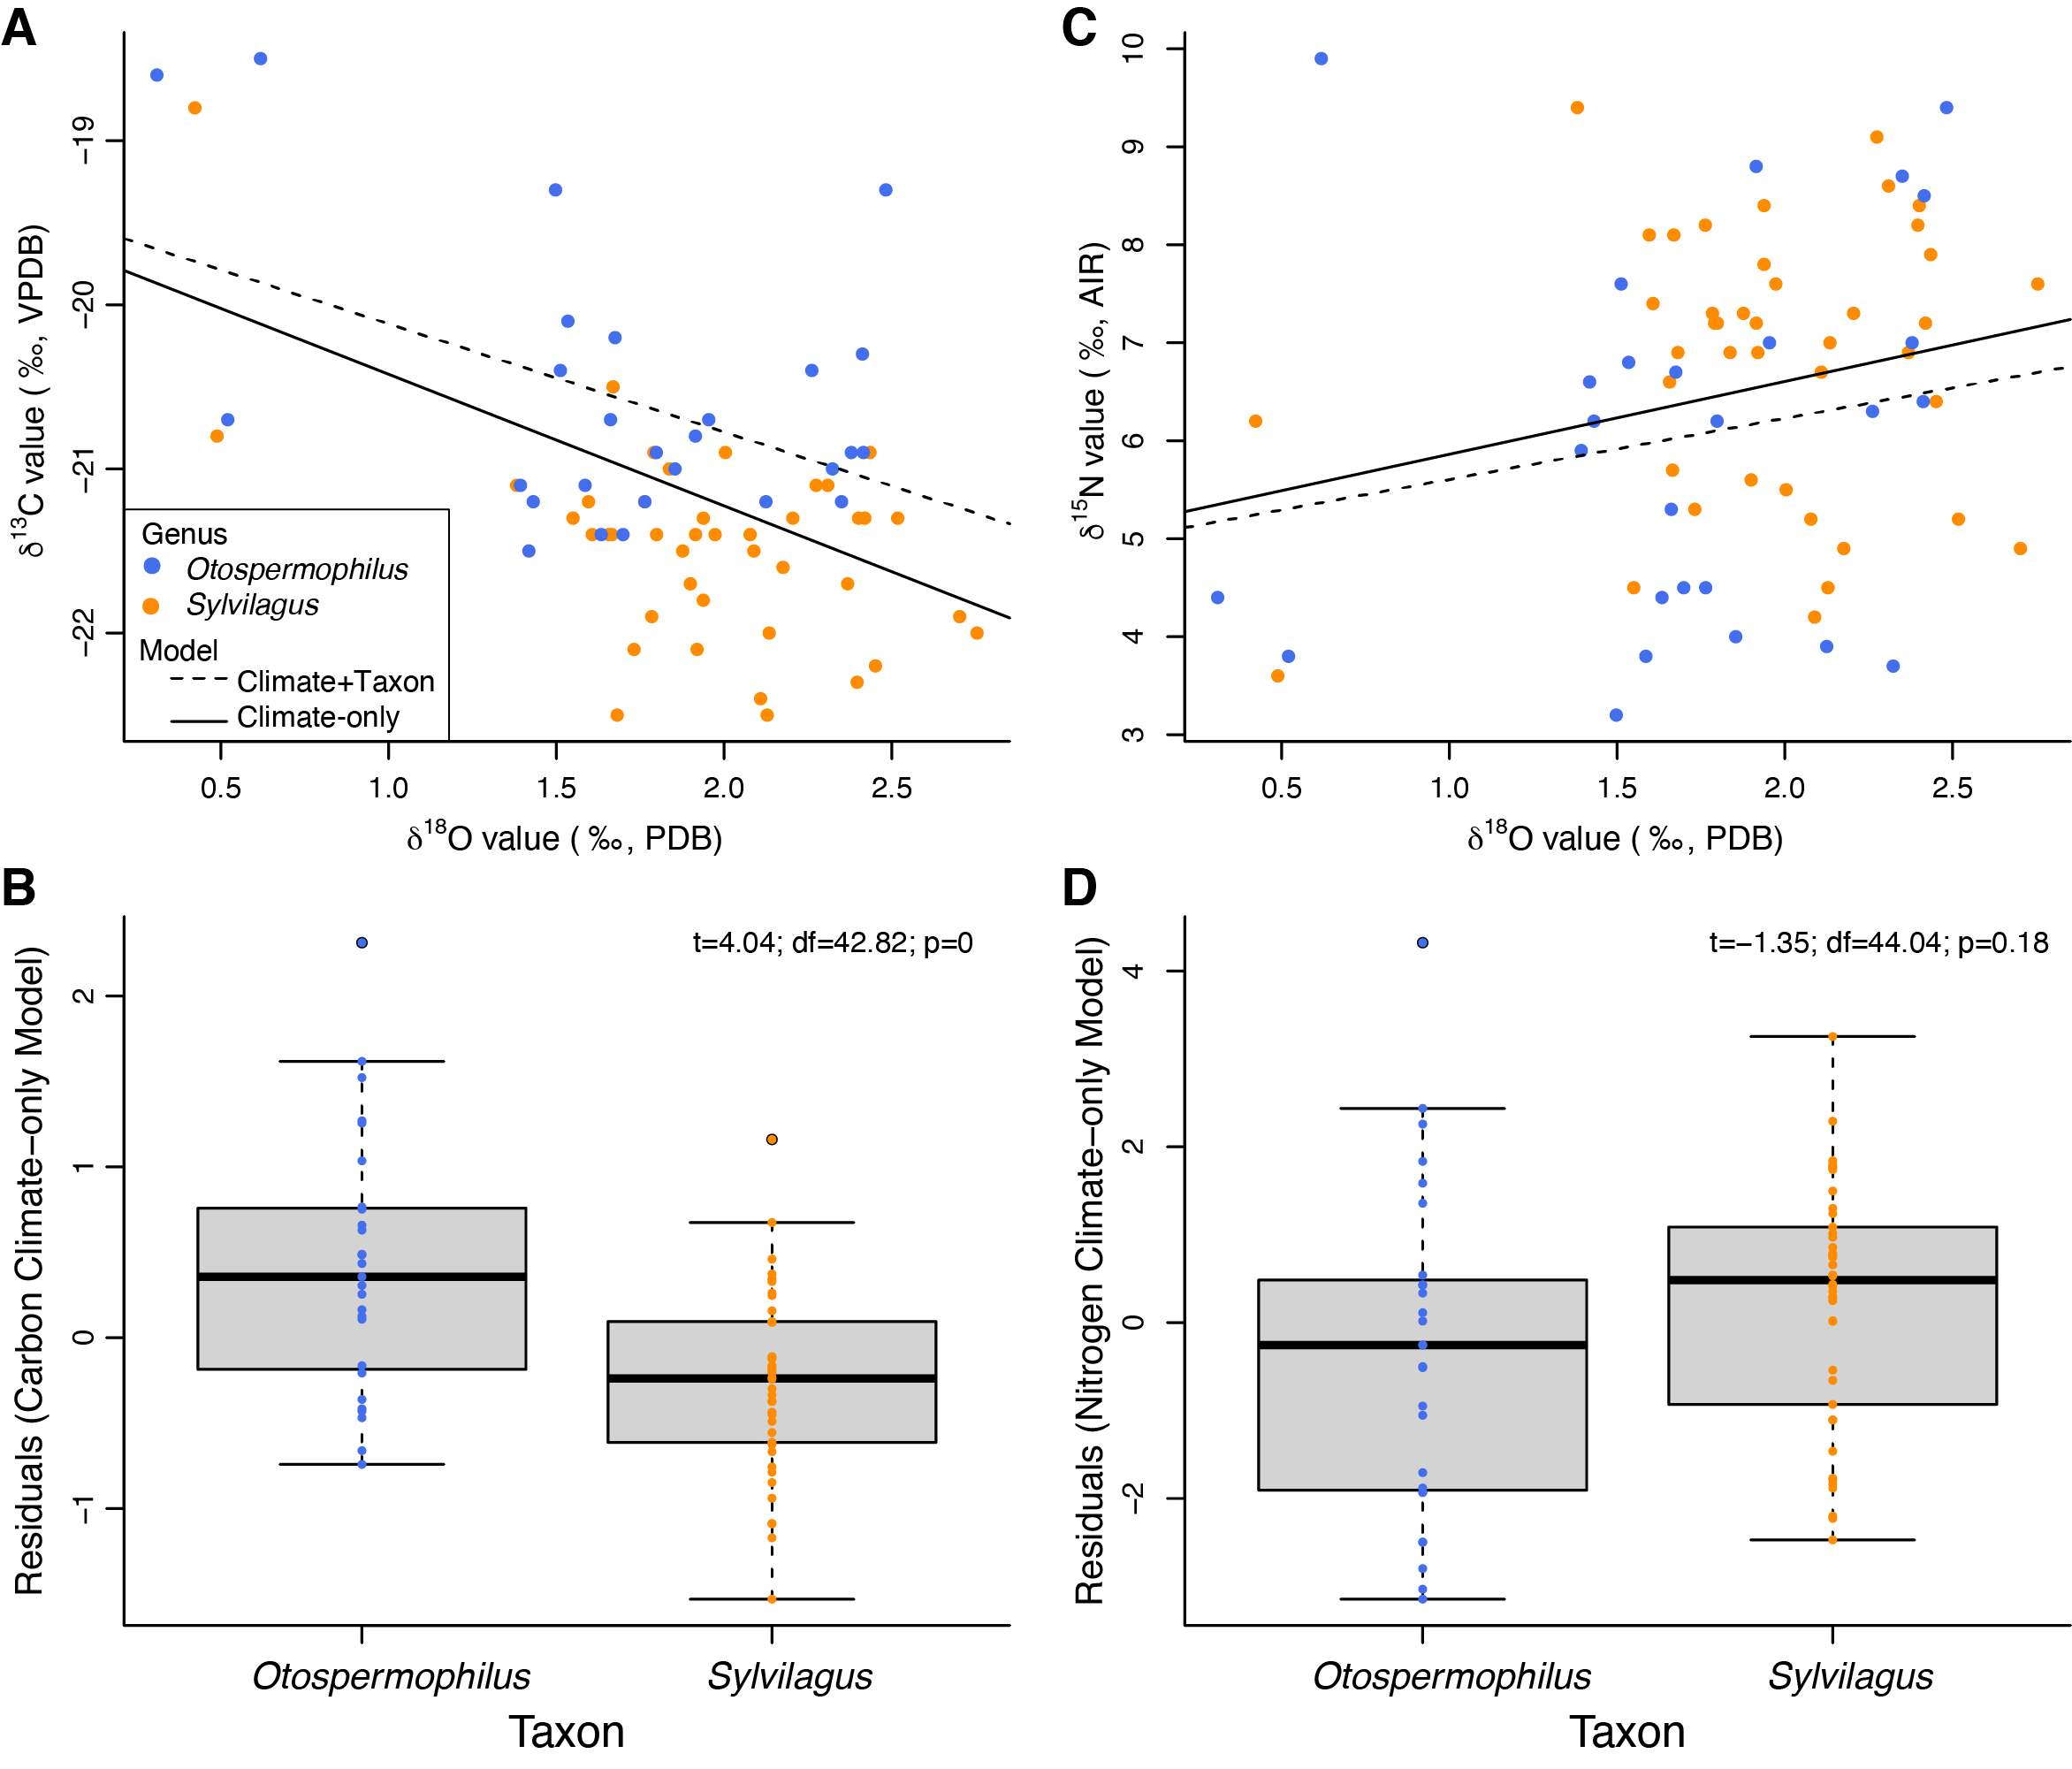 A
δ13C value ( ‰, VPDB)
−19
−20
−21
−22
Genus
Otospermophilus
Sylvilagus
Model
Climate+Taxon
Climate-only
0.5 1.0 1.5 2.0 2.5
δ18O value ( ‰, PDB)
C
δ15N value ( ‰, AIR)
10
9
8
7
6
5
4
3
0.5 1.0 1.5 2.0 2.5
δ18O value ( ‰, PDB)
B
Residuals (Carbon Climate−only Model)
2
1
0
−1
t=4.04; df=42.82; p=0
Otospermophilus Sylvilagus
Taxon
D
Residuals (Nitrogen Climate−only Model)
4
2
0
−2
t=−1.35; df=44.04; p=0.18
Otospermophilus Sylvilagus
Taxon